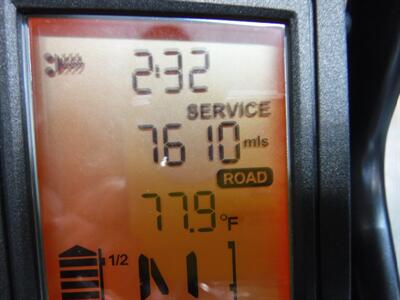 2:32
SERVICE
7610 mls
ROAD
77.9 °F
1/2
N